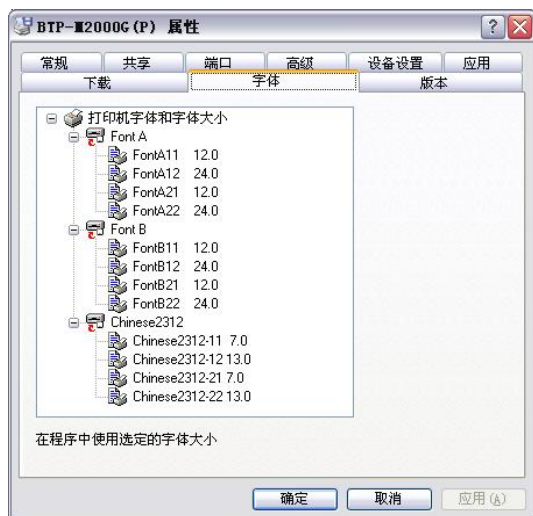 BTP-M2000G(P) 属性
常规 共享 端口 高级 设备设置 应用
下载 字体 版本
打印机字体和字体大小
Font A
FontA11 12.0
FontA12 24.0
FontA21 12.0
FontA22 24.0
Font B
FontB11 12.0
FontB12 24.0
FontB21 12.0
FontB22 24.0
Chinese2312
Chinese2312-11 7.0
Chinese2312-12 13.0
Chinese2312-21 7.0
Chinese2312-22 13.0
在程序中使用选定的字体大小
确定 取消 应用(A)